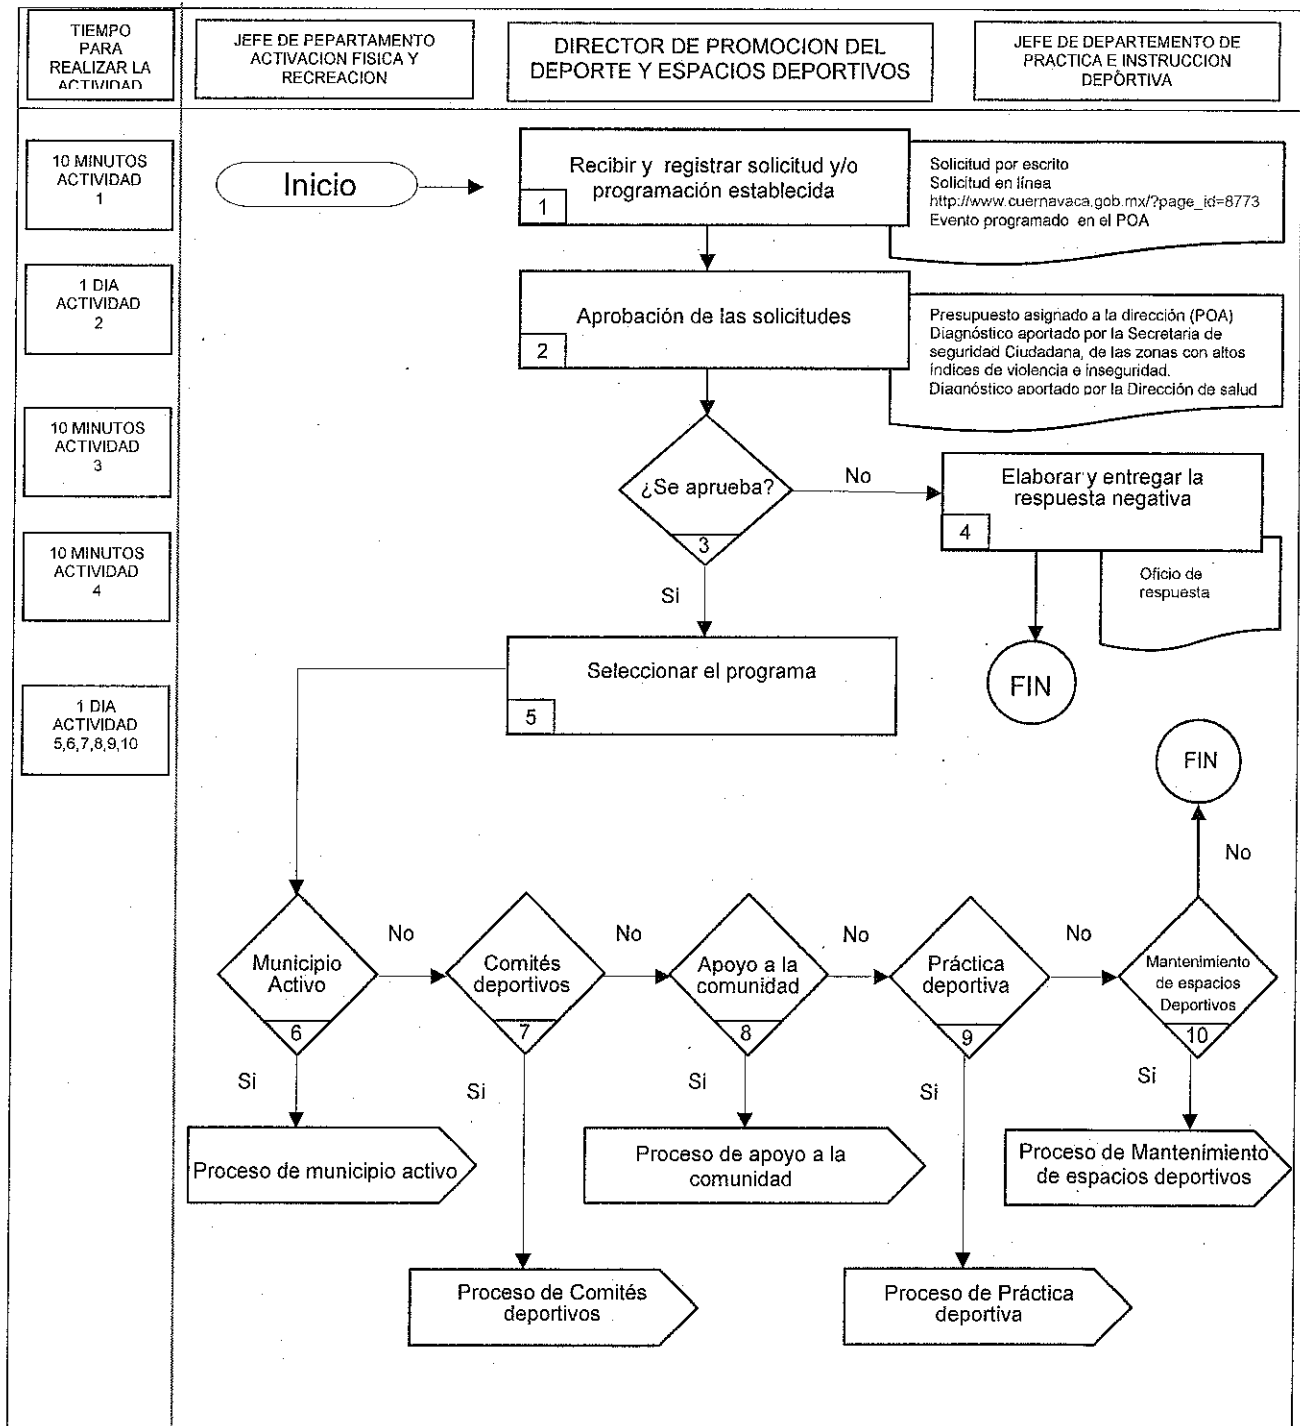 TIEMPO
PARA
REALIZAR LA
ACTIVIDAD
JEFE DE PEPARTAMENTO
ACTIVACION FISICA Y
RECREACION
DIRECTOR DE PROMOCION DEL
DEPORTE Y ESPACIOS DEPORTIVOS
JEFE DE DEPARTEMENTO DE
PRACTICA E INSTRUCCION
DEPÒRTIVA
10 MINUTOS
ACTIVIDAD
1
Inicio
Recibir y registrar solicitud y/o
programación establecida
1
Solicitud por escrito
Solicitud en línea
http://www.cuernavaca.gob.mx/?page_id=8773
Evento programado en el POA
1 DIA
ACTIVIDAD
2
Aprobación de las solicitudes
2
Presupuesto asignado a la dirección (POA)
Diagnóstico aportado por la Secretaria de
seguridad Ciudadana, de las zonas con altos
índices de violencia e inseguridad.
Diagnóstico aportado por la Dirección de salud
10 MINUTOS
ACTIVIDAD
3
¿Se aprueba?
3
No
Elaborar y entregar la
respuesta negativa
4
10 MINUTOS
ACTIVIDAD
4
Oficio de
respuesta
Si
FIN
Seleccionar el programa
5
1 DIA
ACTIVIDAD
5,6,7,8,9,10
FIN
No
Municipio
Activo
6
No
Comités
deportivos
7
No
Apoyo a la
comunidad
8
No
Práctica
deportiva
9
No
Mantenimiento
de espacios
Deportivos
10
Si
Si
Si
Si
Si
Proceso de municipio activo
Proceso de apoyo a la
comunidad
Proceso de Mantenimiento
de espacios deportivos
Proceso de Comités
deportivos
Proceso de Práctica
deportiva